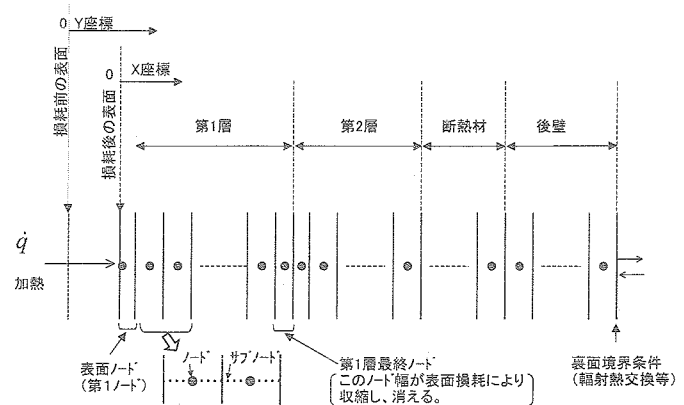 0 Y座標
0 X座標
損耗前の表面
損耗後の表面
第1層
第2層
断熱材
後壁
q̇
加熱
表面ノード
(第1ノード)
ノード
サブノード
第1層最終ノード
このノード幅が表面損耗により
収縮し、消える。
裏面境界条件
(輻射熱交換等)